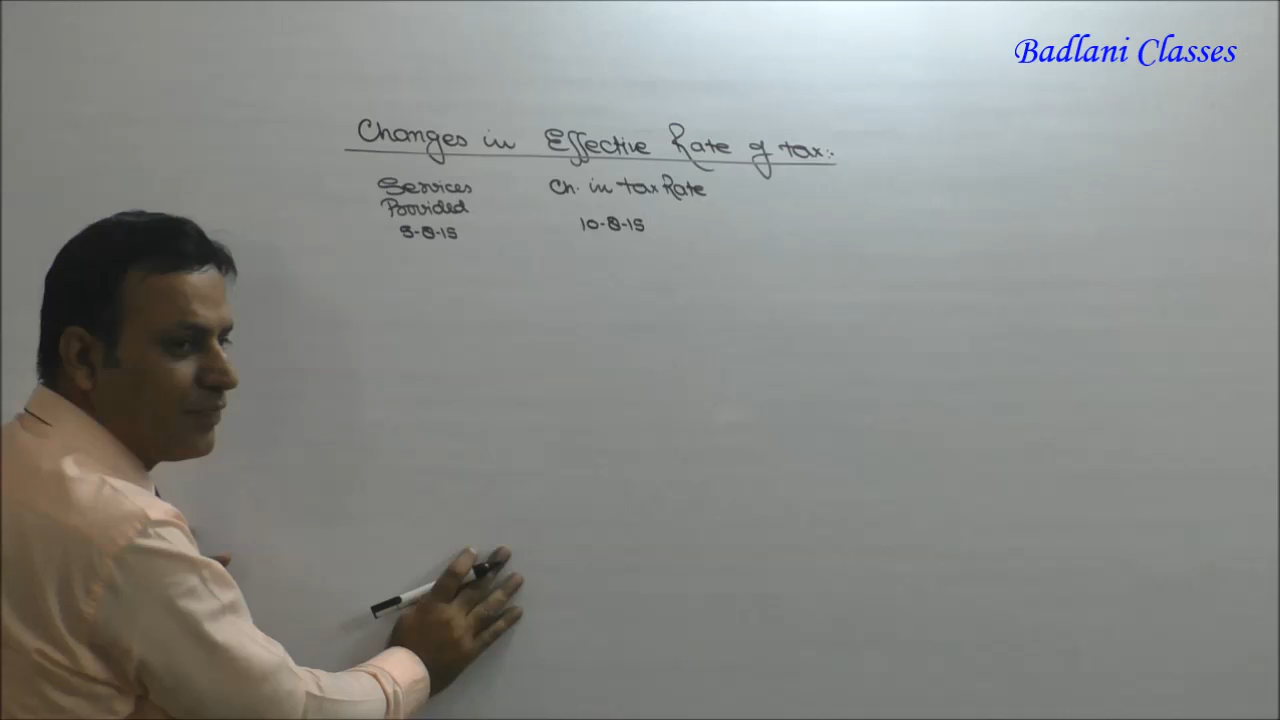 Badlani Classes
Changes in Effective Rate of tax:-
Services Ch. in tax Rate
Provided
5-8-15 10-8-15